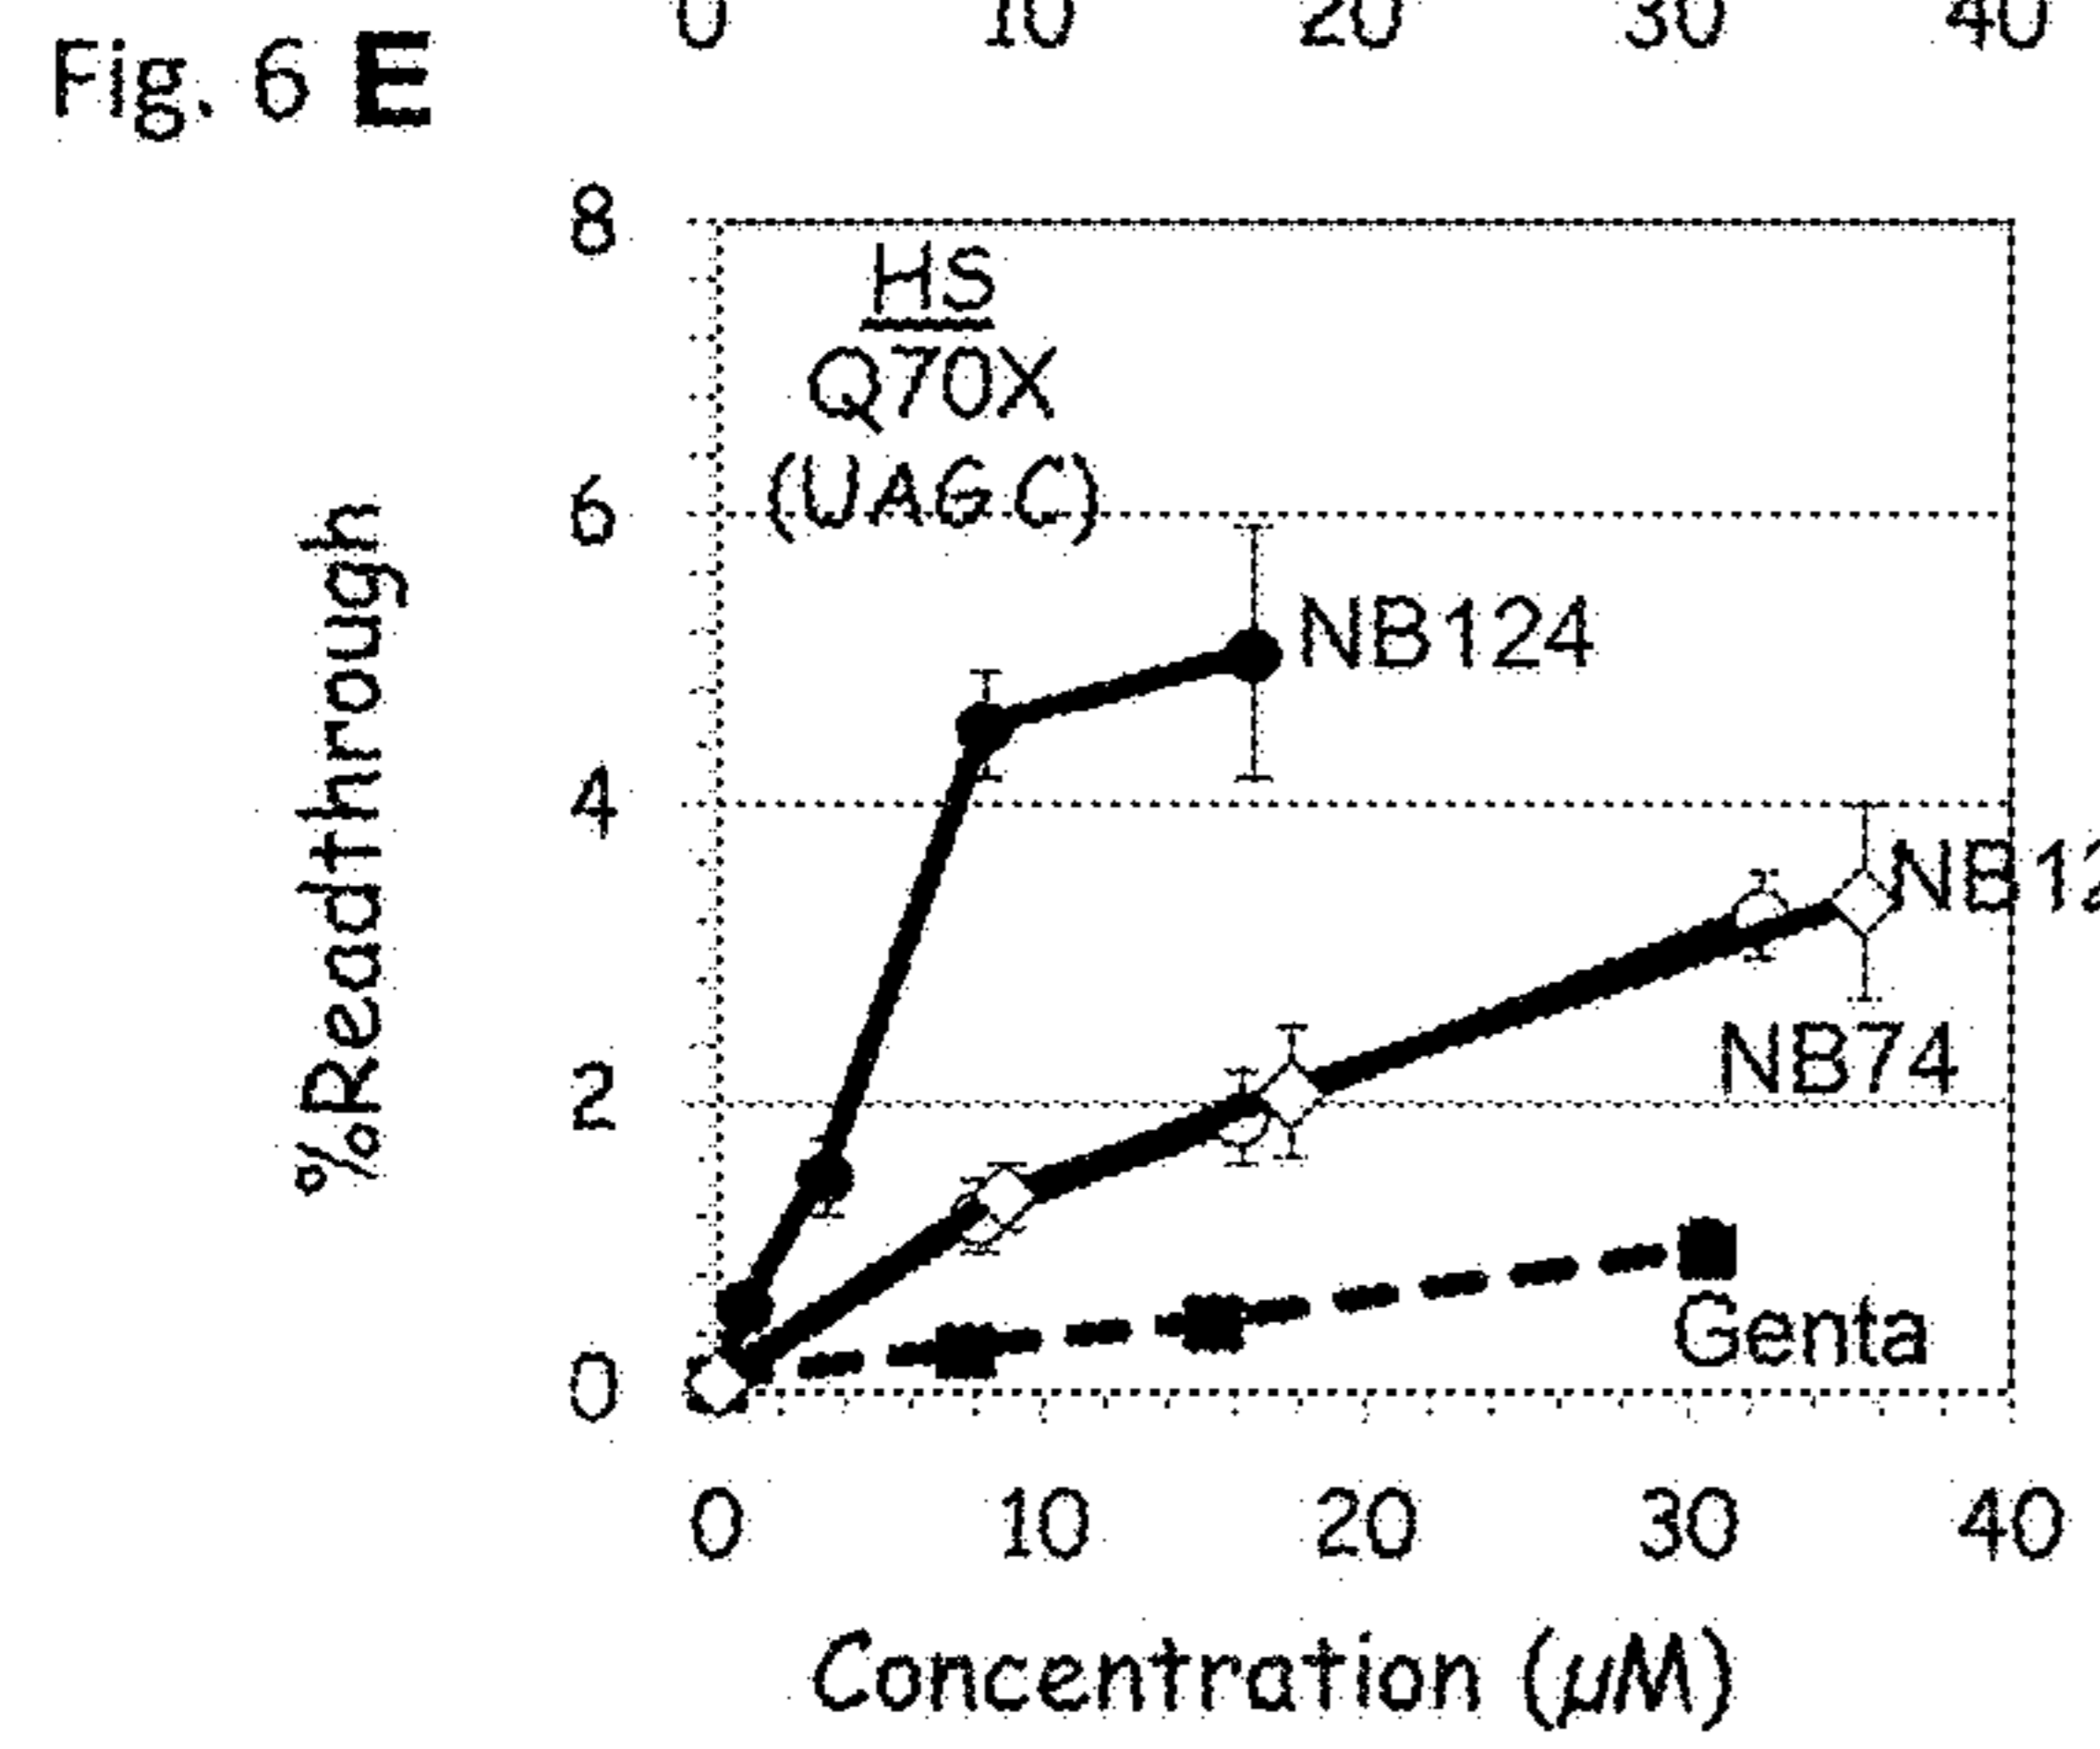 0 10 20 30 40
Fig. 6 E
8
HS
Q70X
(UAGC)
6
NB124
%Readthrough
4
NB12
NB74
2
Genta
0
0 10 20 30 40
Concentration (µM)